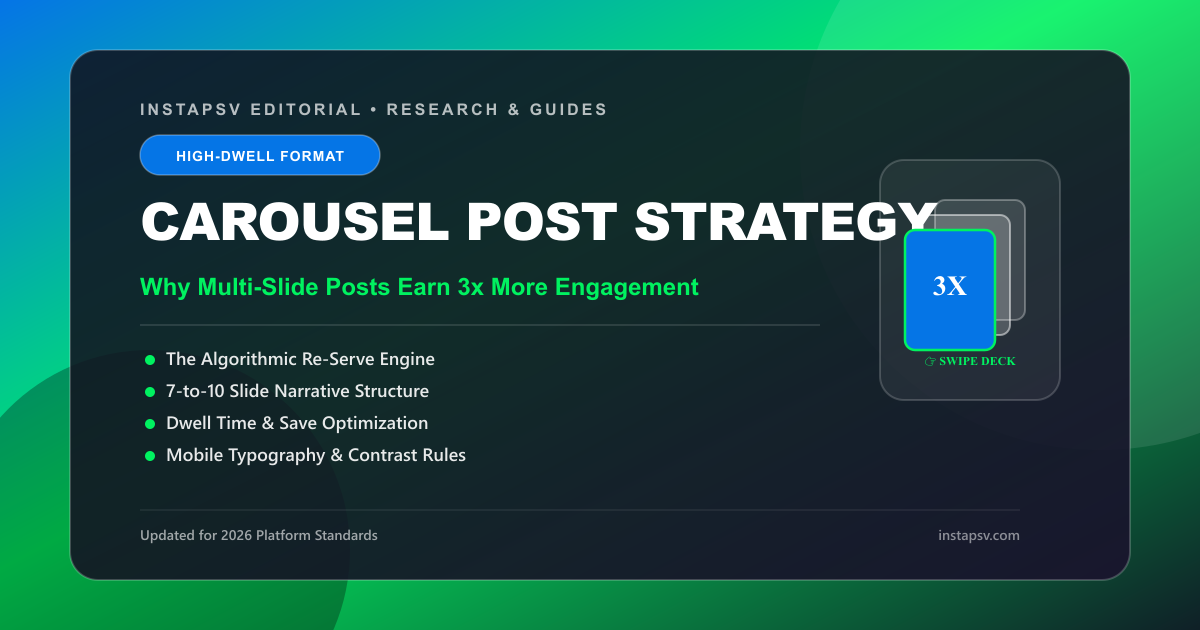 INSTAPSV EDITORIAL • RESEARCH & GUIDES
HIGH-DWELL FORMAT
CAROUSEL POST STRATEGY
Why Multi-Slide Posts Earn 3x More Engagement
3X
☞ SWIPE DECK
The Algorithmic Re-Serve Engine
7-to-10 Slide Narrative Structure
Dwell Time & Save Optimization
Mobile Typography & Contrast Rules
Updated for 2026 Platform Standards
instapsv.com